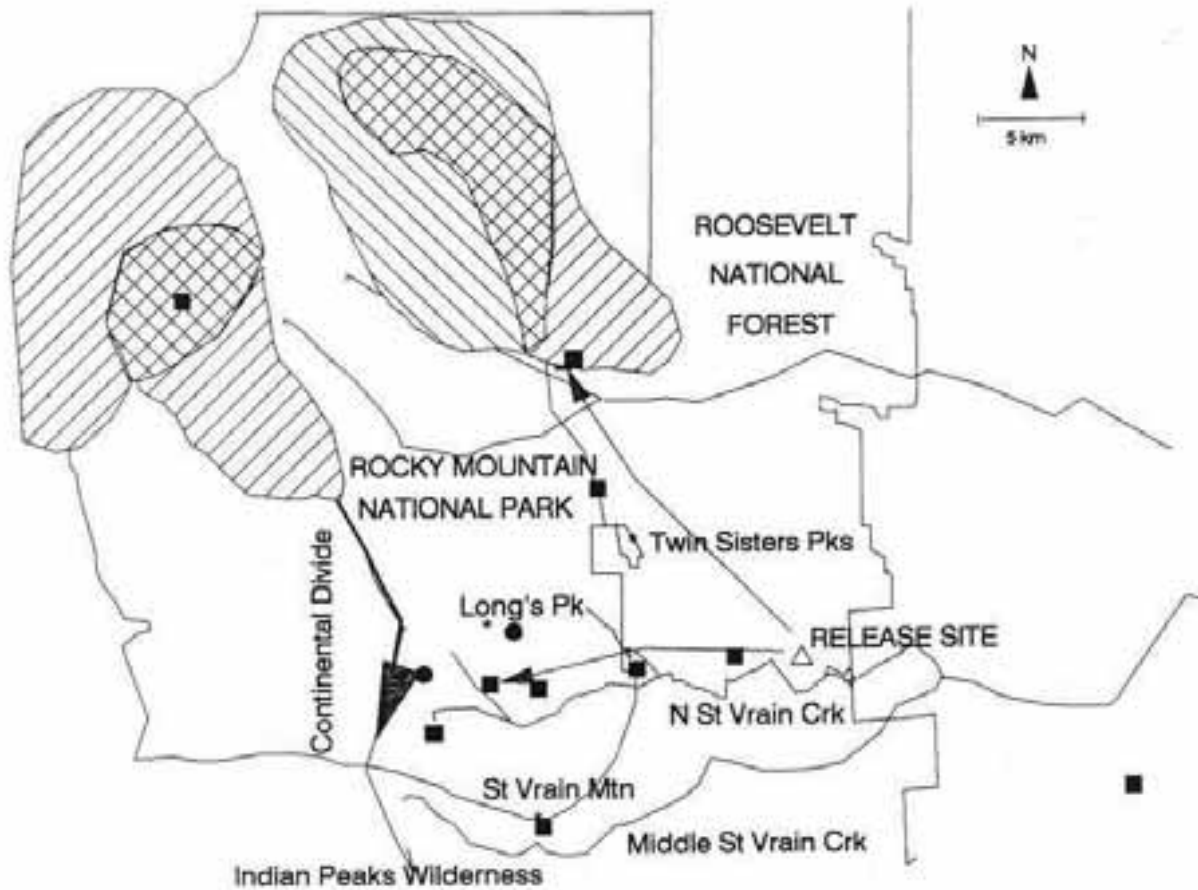 N
5 km
ROOSEVELT
NATIONAL
FOREST
ROCKY MOUNTAIN
NATIONAL PARK
Twin Sisters Pks
Continental Divide
Long's Pk
RELEASE SITE
N St Vrain Crk
St Vrain Mtn
Middle St Vrain Crk
Indian Peaks Wilderness